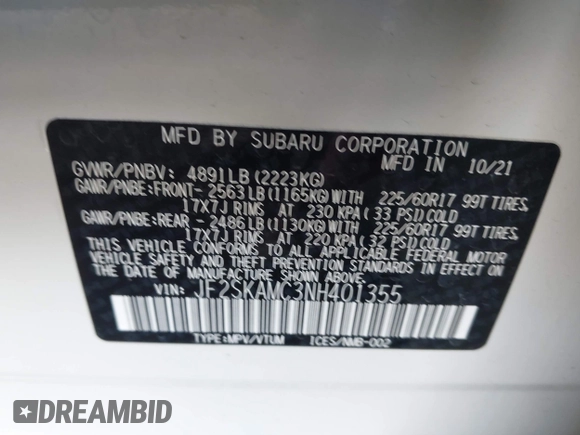 MFD BY SUBARU CORPORATION
MFD IN 10/21
GVWR/PNBV: 4891LB (2223KG)
GAWR/PNBE:FRONT- 2563LB (1165KG)WITH 225/60R17 99T TIRES,
17X7J RIMS AT 230 KPA (33 PSI)COLD
GAWR/PNBE:REAR - 2486LB (1130KG)WITH 225/60R17 99T TIRES,
17X7J RIMS AT 220 KPA (32 PSI)COLD
THIS VEHICLE CONFORMS TO ALL APPLICABLE FEDERAL MOTOR
VEHICLE SAFETY AND BUMPER STANDARDS IN EFFECT ON
THE DATE OF MANUFACTURE SHOWN ABOVE.
VIN: JF2SKAMC3NH401355
TYPE:MPV/VTUM ICES/NMB-002
DREAMBID